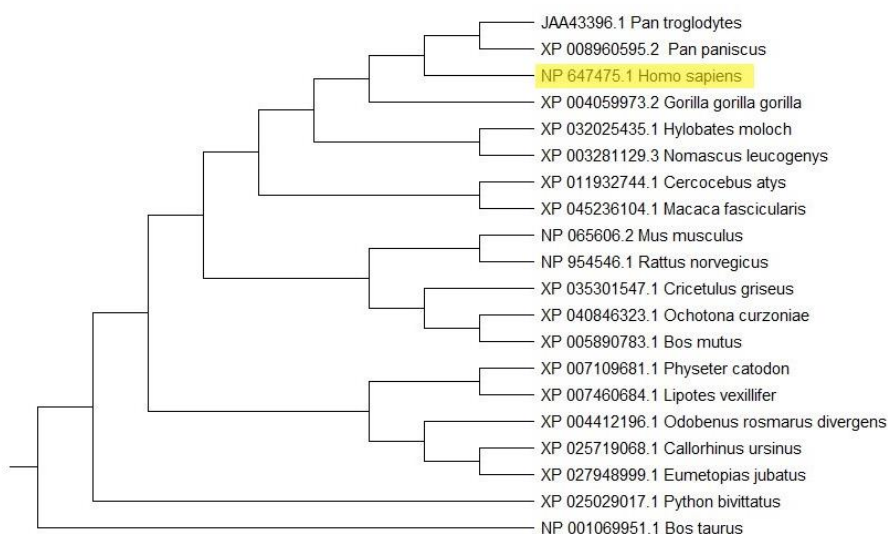 JAA43396.1 Pan troglodytes
XP 008960595.2 Pan paniscus
NP 647475.1 Homo sapiens
XP 004059973.2 Gorilla gorilla gorilla
XP 032025435.1 Hylobates moloch
XP 003281129.3 Nomascus leucogenys
XP 011932744.1 Cercocebus atys
XP 045236104.1 Macaca fascicularis
NP 065606.2 Mus musculus
NP 954546.1 Rattus norvegicus
XP 035301547.1 Cricetulus griseus
XP 040846323.1 Ochotona curzoniae
XP 005890783.1 Bos mutus
XP 007109681.1 Physeter catodon
XP 007460684.1 Lipotes vexillifer
XP 004412196.1 Odobenus rosmarus divergens
XP 025719068.1 Callorhinus ursinus
XP 027948999.1 Eumetopias jubatus
XP 025029017.1 Python bivittatus
NP 001069951.1 Bos taurus